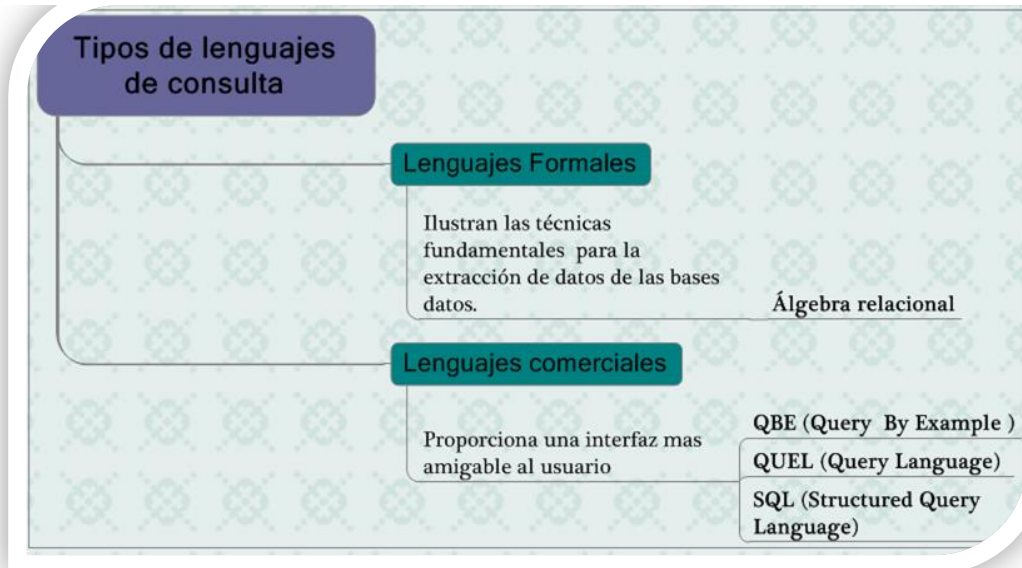 Tipos de lenguajes
de consulta
Lenguajes Formales
Ilustran las técnicas
fundamentales para la
extracción de datos de las bases
datos.
Álgebra relacional
Lenguajes comerciales
Proporciona una interfaz mas
amigable al usuario
QBE (Query By Example )
QUEL (Query Language)
SQL (Structured Query
Language)